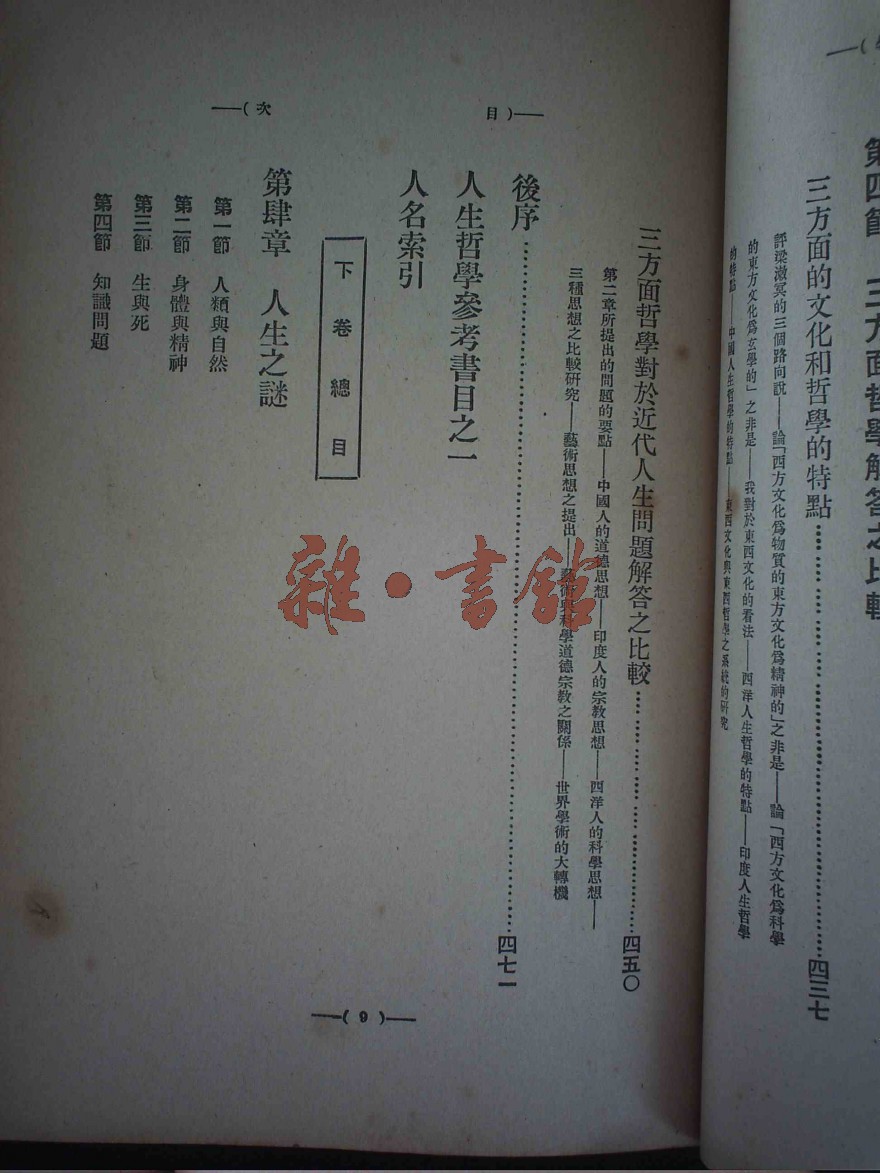 第四節 三方面哲學解答之比較
三方面的文化和哲學的特點……四三七
評梁漱冥的三個路向說——論「西方文化爲物質的東方文化爲精神的」之非是——論「西方文化爲科學
的東方文化爲玄學的」之非是——我對於東西文化的看法——西洋人生哲學的特點——印度人生哲學
的特點——中國人生哲學的特點——東西文化與東西哲學之系統的研究
目次
三方面哲學對於近代人生問題解答之比較……四五〇
第二章所提出的問題的要點——中國人的道德思想——印度人的宗教思想——西洋人的科學思想——
三種思想之比較研究——藝術思想之提出——藝術與科學道德宗教之關係——世界學術的大轉機
後序……四七一
人生哲學參考書目之一
人名索引
下卷總目
第肆章 人生之謎
第一節 人類與自然
第二節 身體與精神
第三節 生與死
第四節 知識問題
(9)
雜·書館